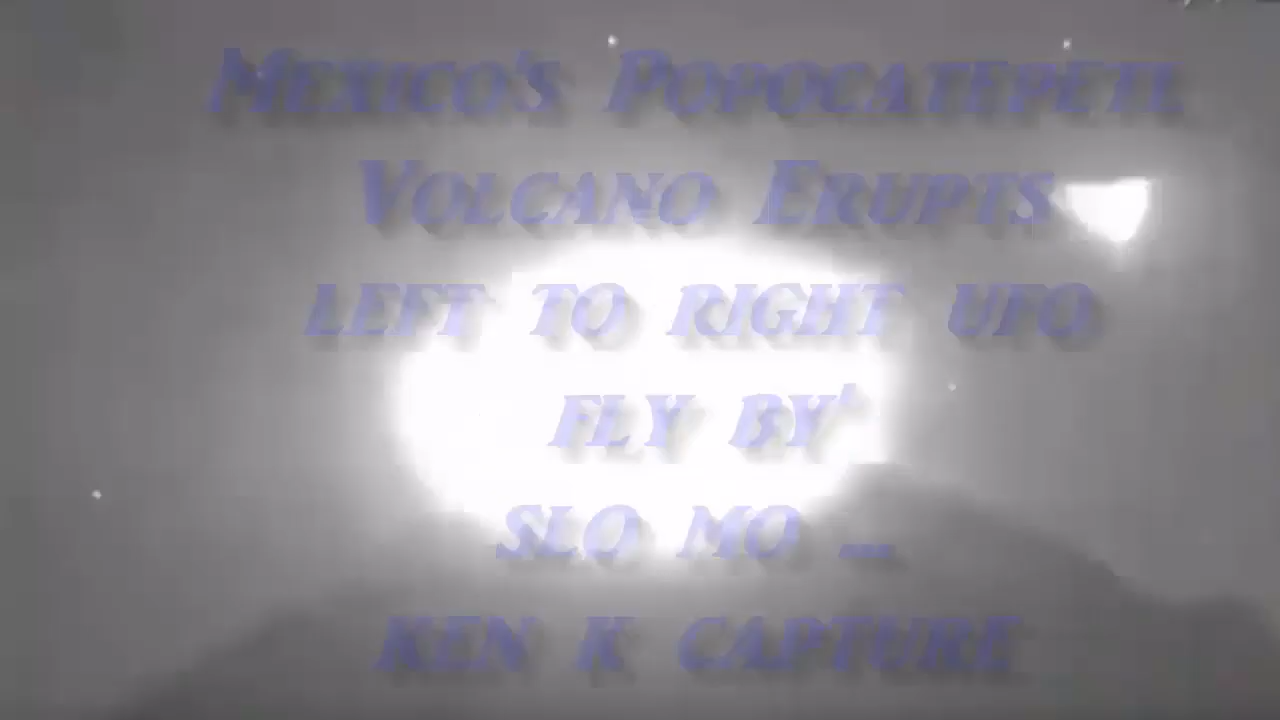 Mexico's Popocatepetl
Volcano Erupts
LEFT TO RIGHT UFO
FLY BY'
SLO MO ...
KEN K CAPTURE